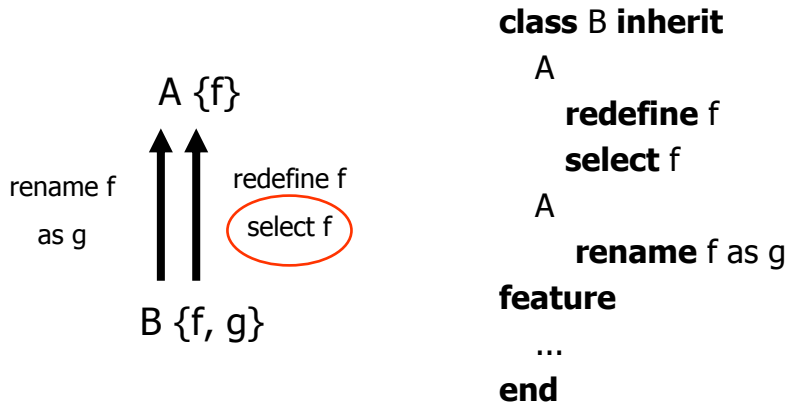 A {f}
rename f
as g
redefine f
select f
B {f, g}
class B inherit
A
redefine f
select f
A
rename f as g
feature
...
end